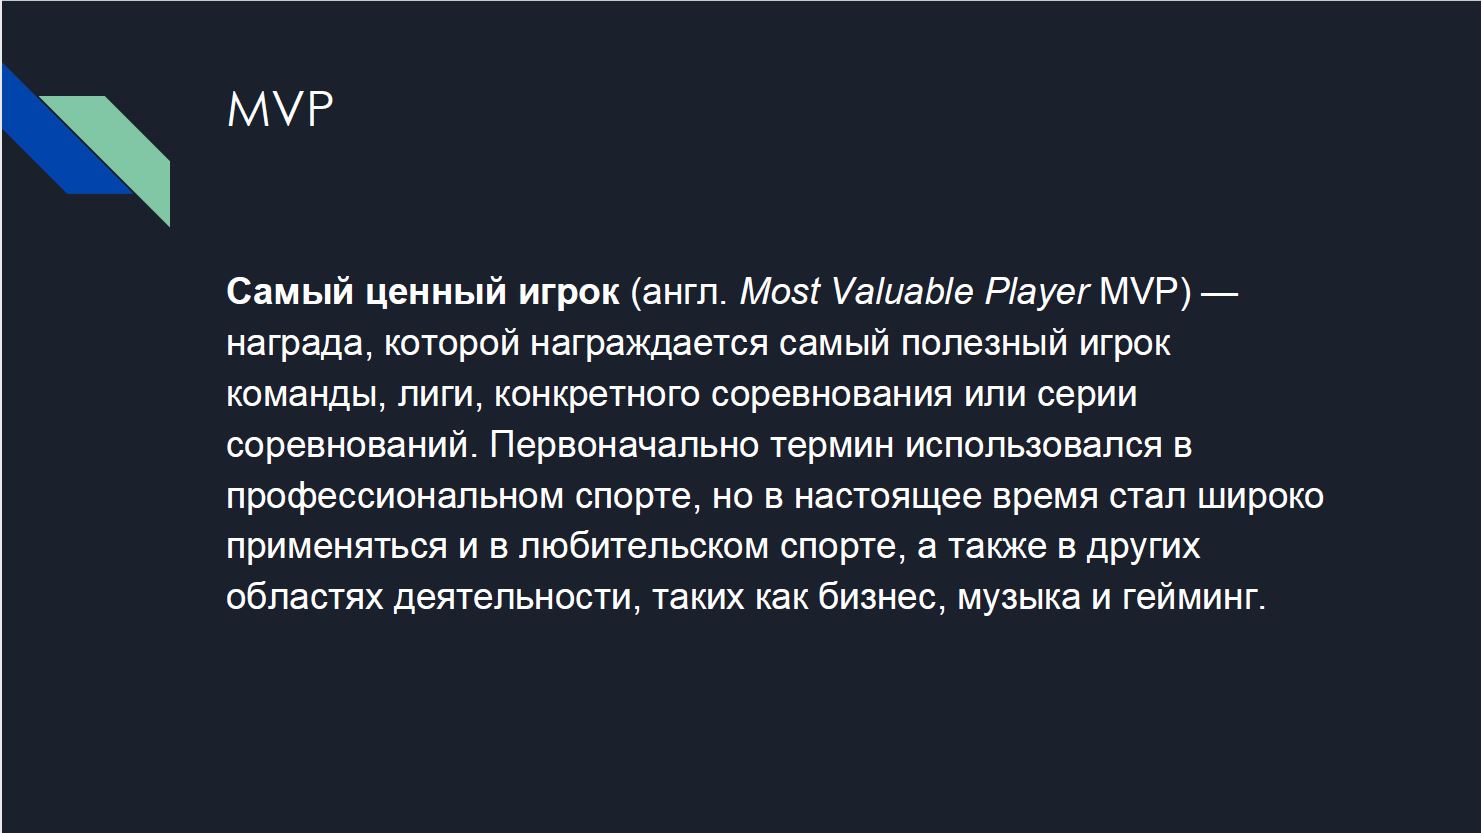 MVP
Самый ценный игрок (англ. Most Valuable Player MVP) —
награда, которой награждается самый полезный игрок
команды, лиги, конкретного соревнования или серии
соревнований. Первоначально термин использовался в
профессиональном спорте, но в настоящее время стал широко
применяться и в любительском спорте, а также в других
областях деятельности, таких как бизнес, музыка и гейминг.